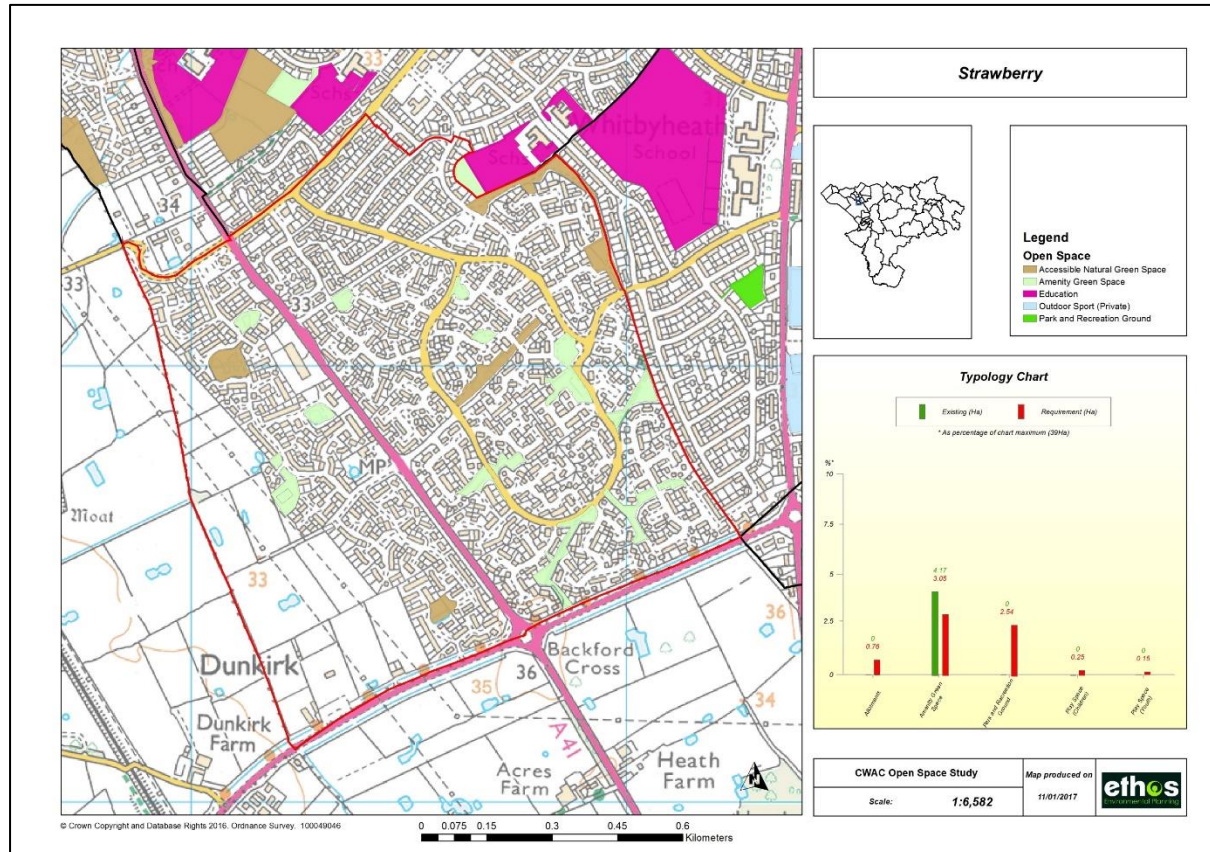 Strawberry
33
Schs
Whitbyheath
School
Schs
34
33
33
MP
Moat
33
Dunkirk
Dunkirk
Farm
35
36
Backford
Cross
36
34
A 41
Acres
Farm
Heath
Farm
N
© Crown Copyright and Database Rights 2016. Ordnance Survey. 100049046
0 0.075 0.15 0.3 0.45 0.6
Kilometers
Legend
Open Space
Accessible Natural Green Space
Amenity Green Space
Education
Outdoor Sport (Private)
Park and Recreation Ground
Typology Chart
Existing (Ha) Requirement (Ha)
* As percentage of chart maximum (39Ha)
%*
10
7.5
5
2.5
0
0
0.76
4.17
3.05
0
2.54
0
0.25
0
0.15
Allotments
Amenity Green
Space
Park and Recreation
Ground
Play Space
(Children)
Play Space
(Youth)
CWAC Open Space Study
Scale: 1:6,582
Map produced on
11/01/2017
ethos
Environmental Planning